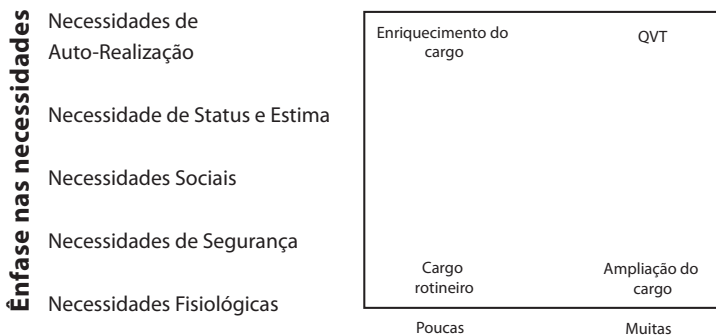 Ênfase nas necessidades
Necessidades de
Auto-Realização
Necessidade de Status e Estima
Necessidades Sociais
Necessidades de Segurança
Necessidades Fisiológicas
Enriquecimento do
cargo
QVT
Cargo
rotineiro
Ampliação do
cargo
Poucas
Muitas